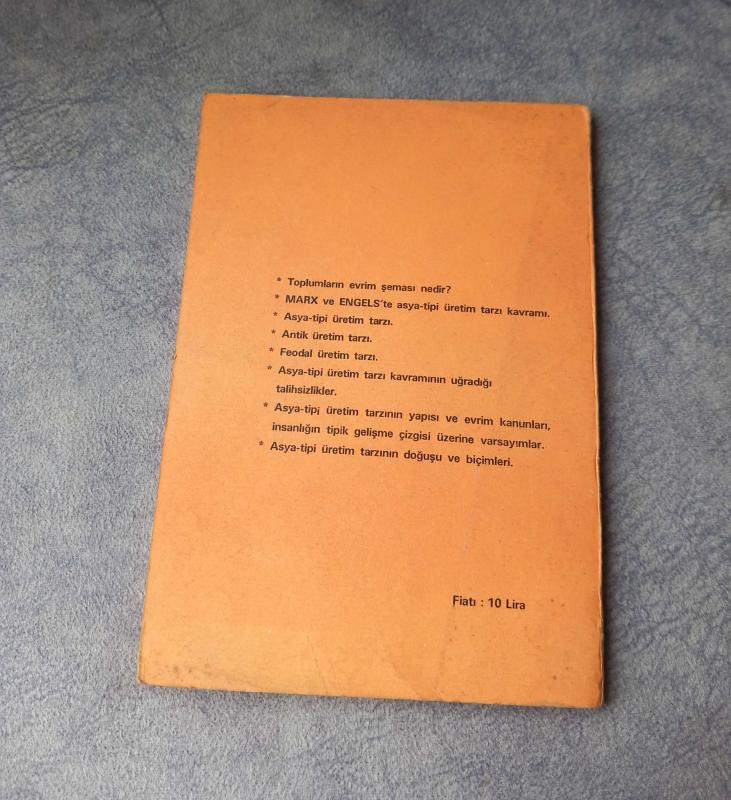 * Toplumların evrim şeması nedir?
* MARX ve ENGELS'te asya-tipi üretim tarzı kavramı.
* Asya-tipi üretim tarzı.
* Antik üretim tarzı.
* Feodal üretim tarzı.
* Asya-tipi üretim tarzı kavramının uğradığı
talihsizlikler.
* Asya-tipi üretim tarzının yapısı ve evrim kanunları,
insanlığın tipik gelişme çizgisi üzerine varsayımlar.
* Asya-tipi üretim tarzının doğuşu ve biçimleri.
Fiatı : 10 Lira